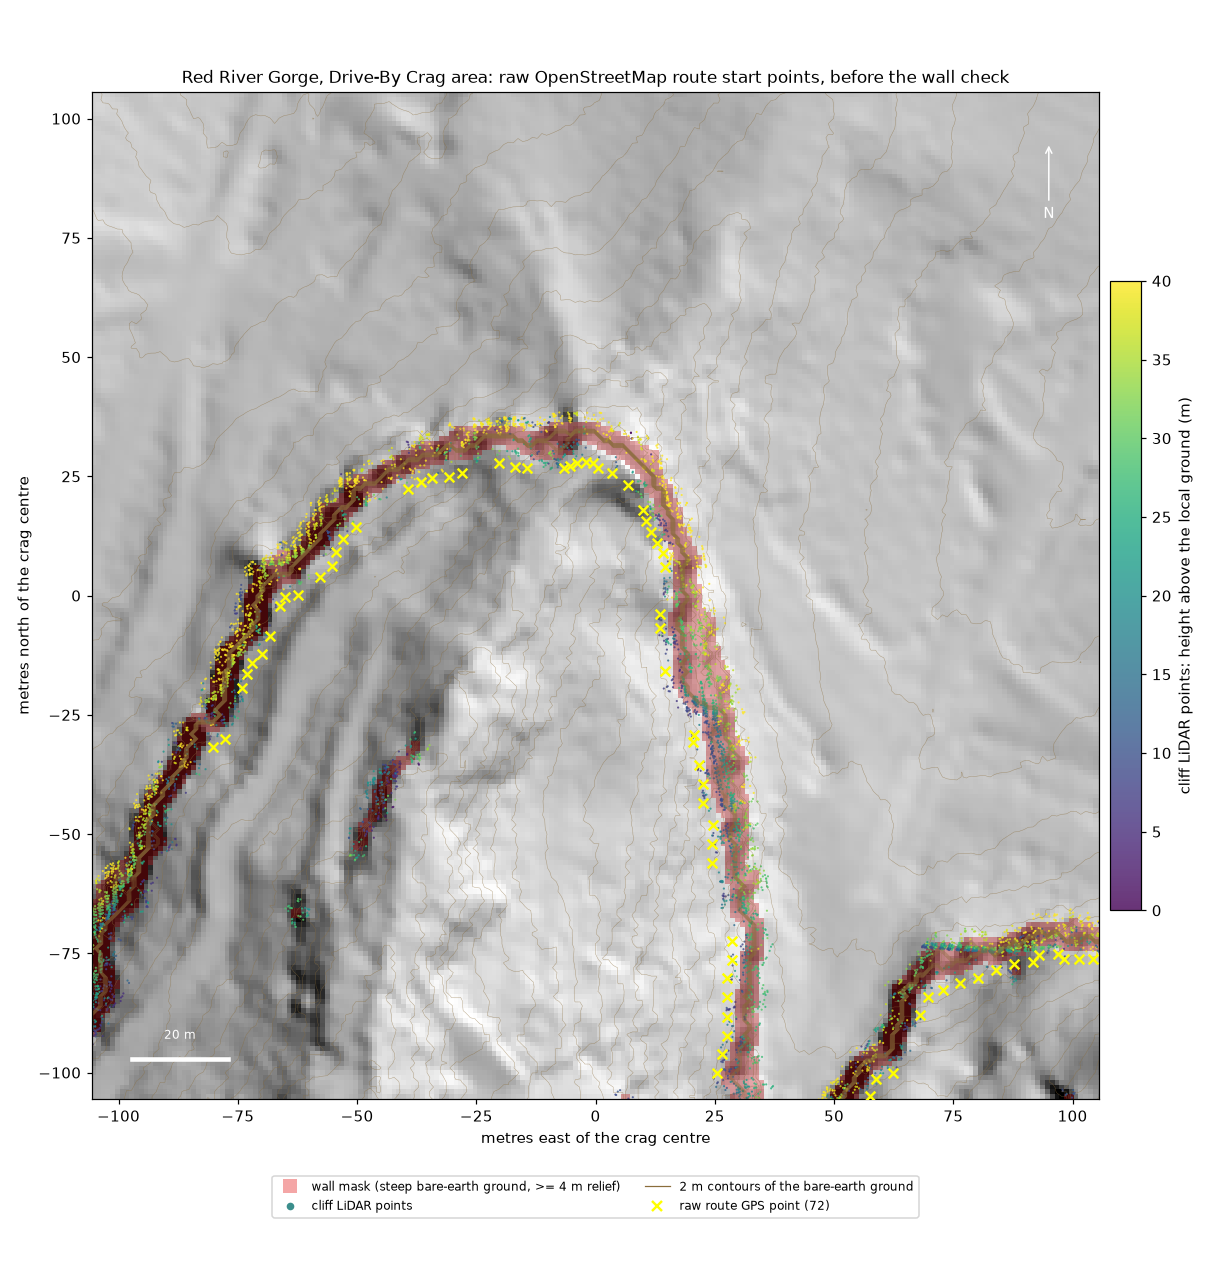 Red River Gorge, Drive-By Crag area: raw OpenStreetMap route start points, before the wall check
metres north of the crag centre
100
75
50
25
0
−25
−50
−75
−100
N
20 m
−100
−75
−50
−25
0
25
50
75
100
metres east of the crag centre
40
35
30
25
20
15
10
5
0
cliff LiDAR points: height above the local ground (m)
wall mask (steep bare-earth ground, >= 4 m relief)
cliff LiDAR points
2 m contours of the bare-earth ground
raw route GPS point (72)